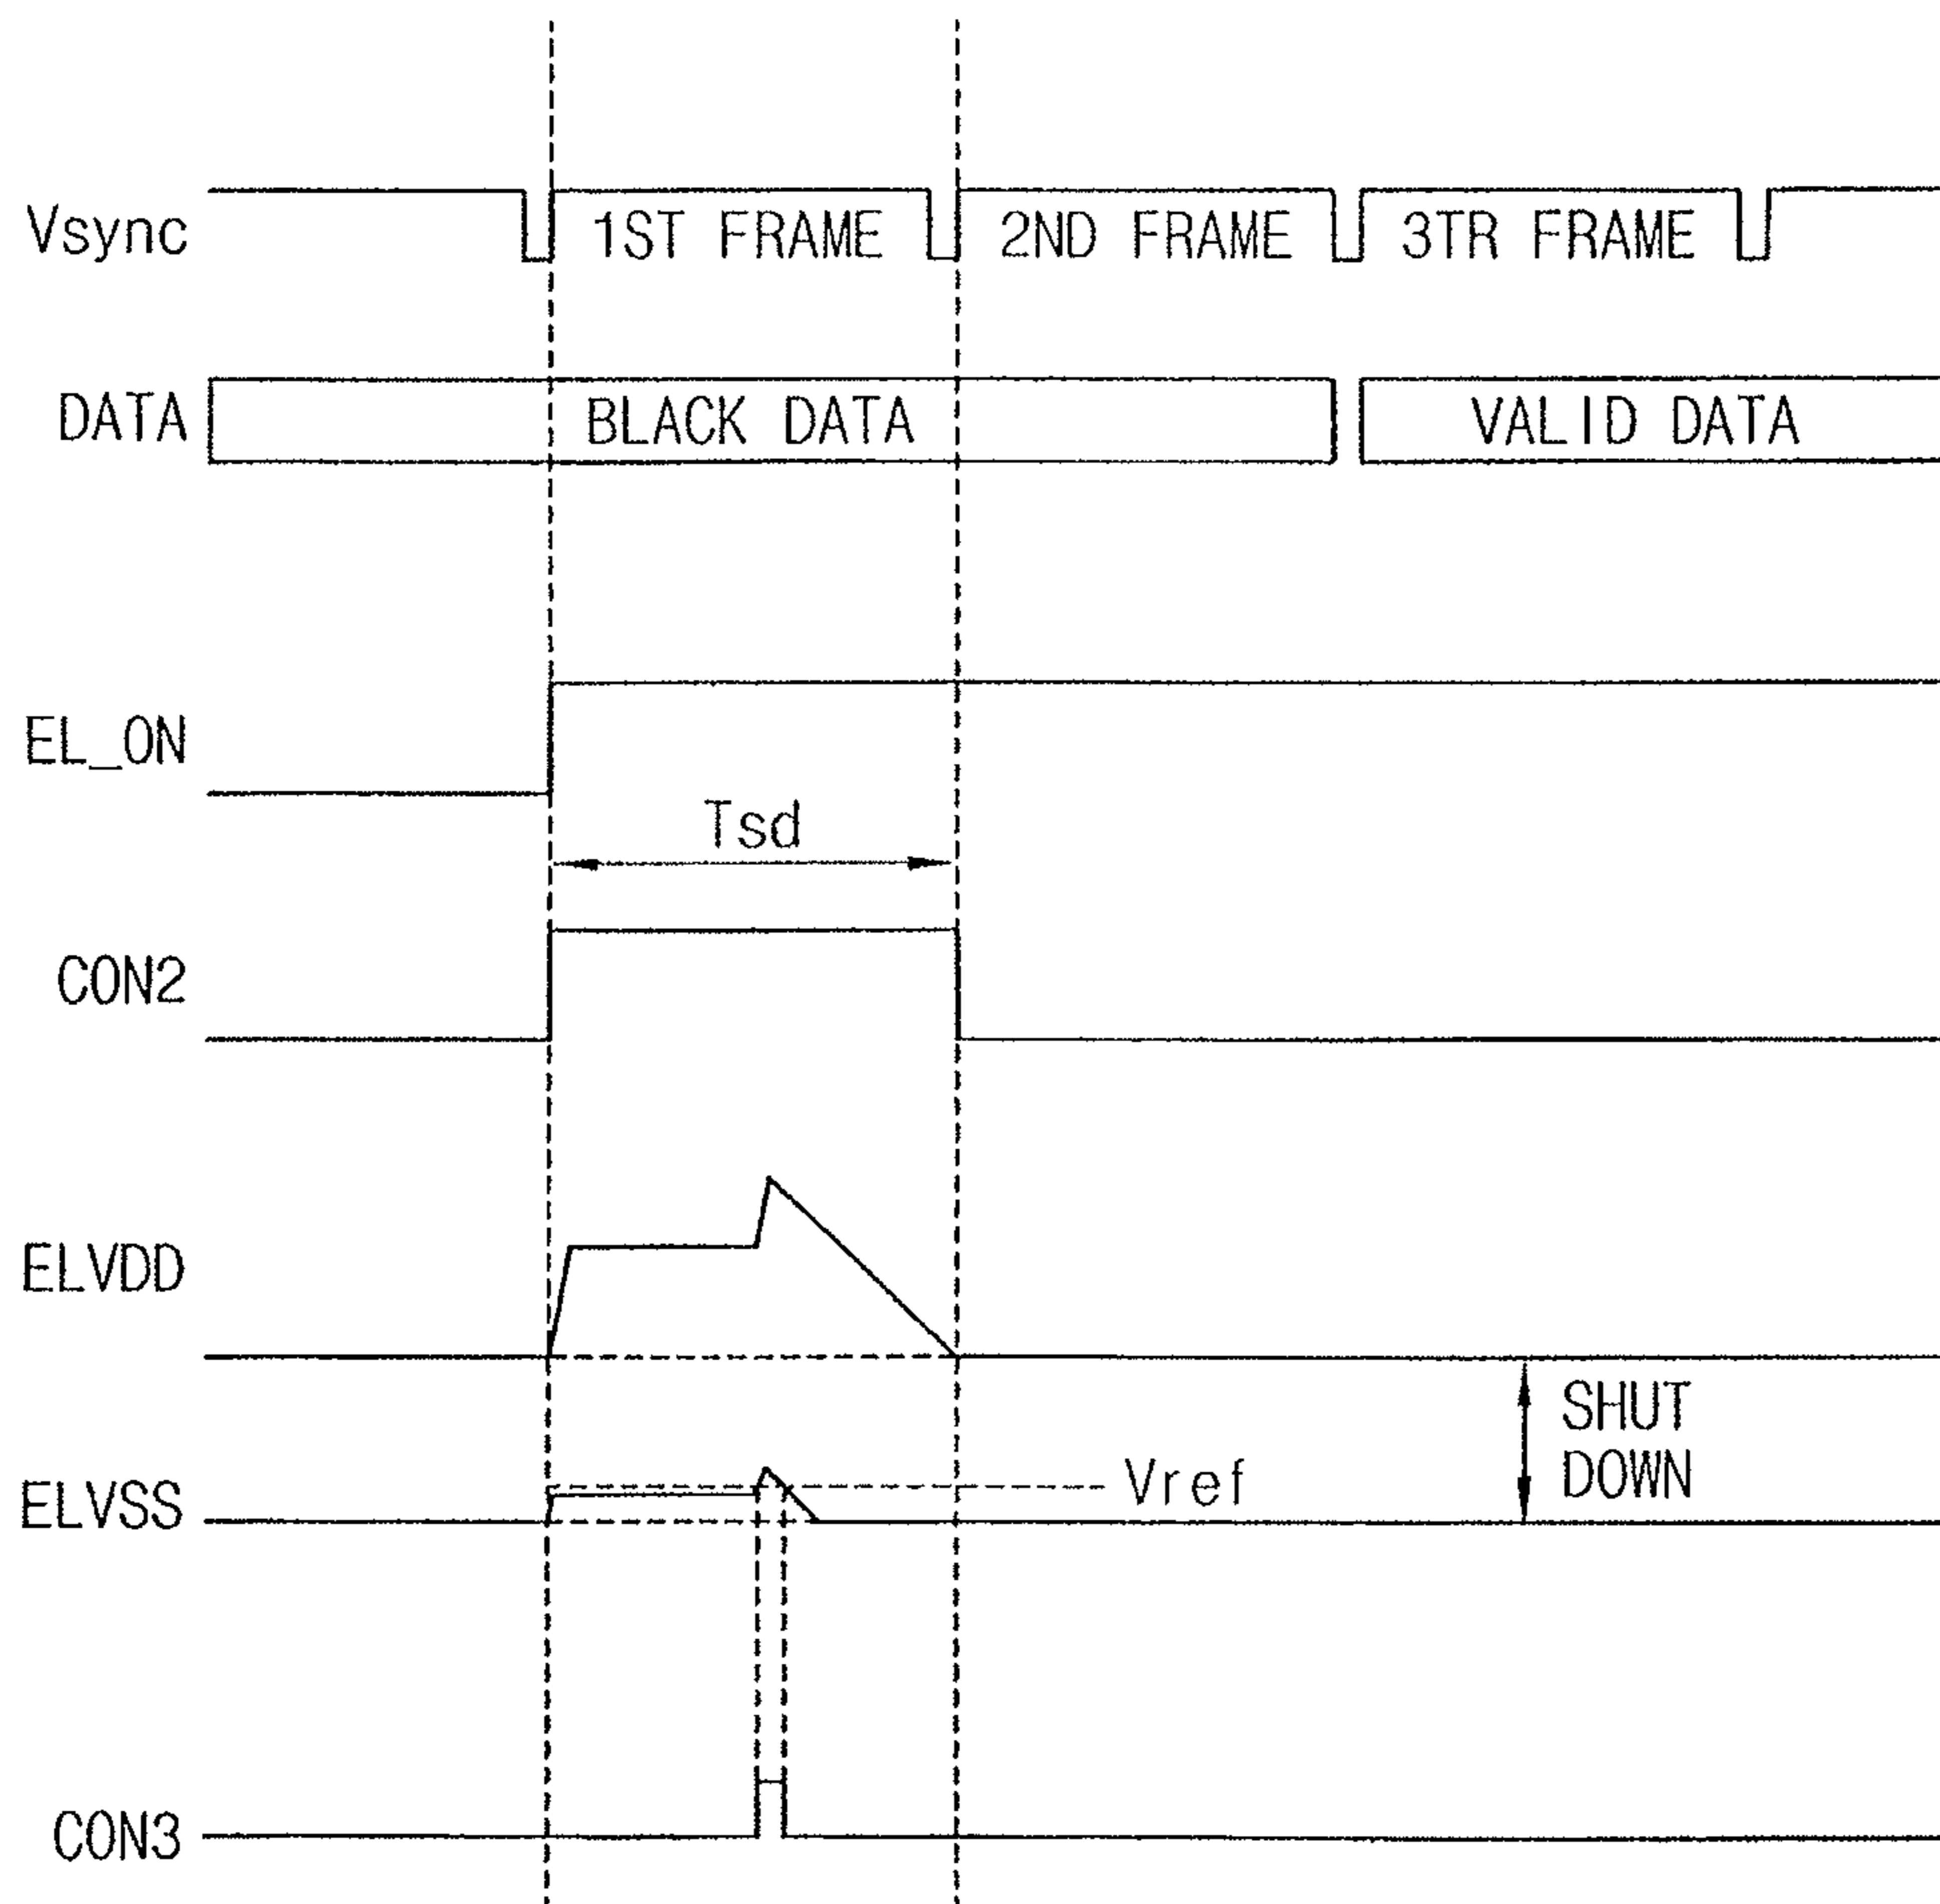 Vsync
1ST FRAME
2ND FRAME
3TR FRAME
DATA
BLACK DATA
VALID DATA
EL_ON
Tsd
CON2
ELVDD
SHUT
DOWN
Vref
ELVSS
CON3